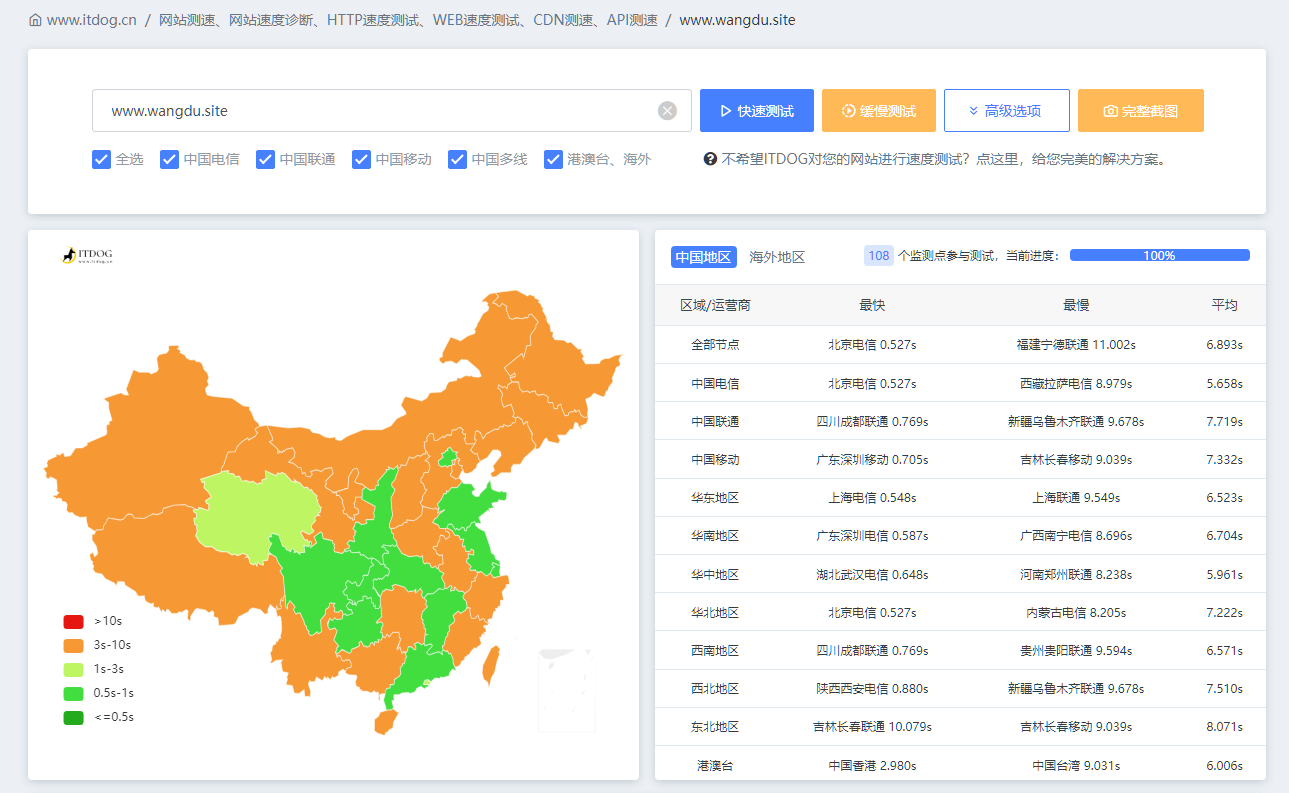 www.itdog.cn / 网站测速、网站速度诊断、HTTP速度测试、WEB速度测试、CDN测速、API测速 / www.wangdu.site
www.wangdu.site 快速测试 缓慢测试 高级选项 完整截图
全选 中国电信 中国联通 中国移动 中国多线 港澳台、海外 不希望ITDOG对您的网站进行速度测试？点这里，给您完美的解决方案。
ITDOG
www.itdog.cn
>10s
3s-10s
1s-3s
0.5s-1s
<=0.5s
中国地区 海外地区 108 个监测点参与测试，当前进度： 100%
区域/运营商 最快 最慢 平均
全部节点 北京电信 0.527s 福建宁德联通 11.002s 6.893s
中国电信 北京电信 0.527s 西藏拉萨电信 8.979s 5.658s
中国联通 四川成都联通 0.769s 新疆乌鲁木齐联通 9.678s 7.719s
中国移动 广东深圳移动 0.705s 吉林长春移动 9.039s 7.332s
华东地区 上海电信 0.548s 上海联通 9.549s 6.523s
华南地区 广东深圳电信 0.587s 广西南宁电信 8.696s 6.704s
华中地区 湖北武汉电信 0.648s 河南郑州联通 8.238s 5.961s
华北地区 北京电信 0.527s 内蒙古电信 8.205s 7.222s
西南地区 四川成都联通 0.769s 贵州贵阳联通 9.594s 6.571s
西北地区 陕西西安电信 0.880s 新疆乌鲁木齐联通 9.678s 7.510s
东北地区 吉林长春联通 10.079s 吉林长春移动 9.039s 8.071s
港澳台 中国香港 2.980s 中国台湾 9.031s 6.006s